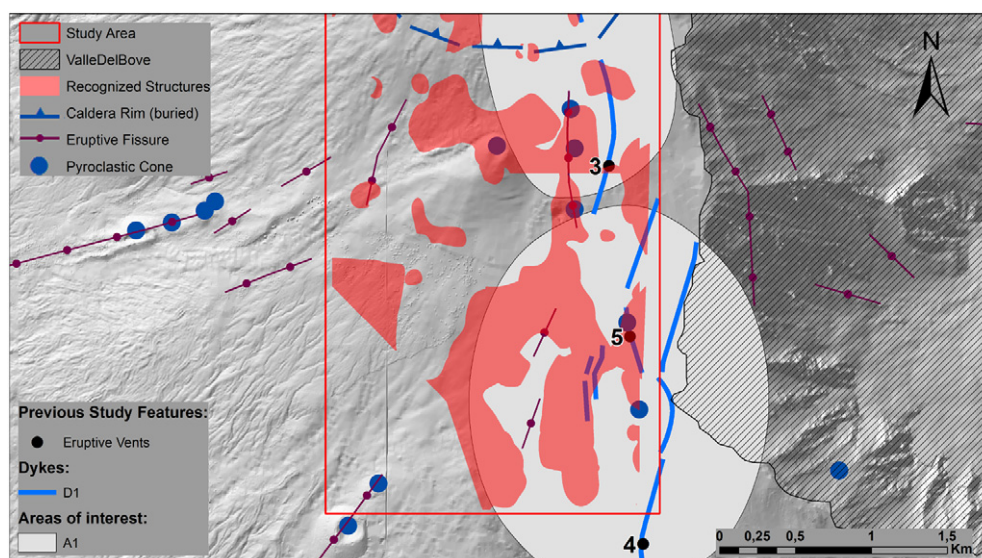 Study Area
ValleDelBove
Recognized Structures
Caldera Rim (buried)
Eruptive Fissure
Pyroclastic Cone
N
3
5
4
Previous Study Features:
Eruptive Vents
Dykes:
D1
Areas of interest:
A1
0 0,25 0,5 1 1,5
Km